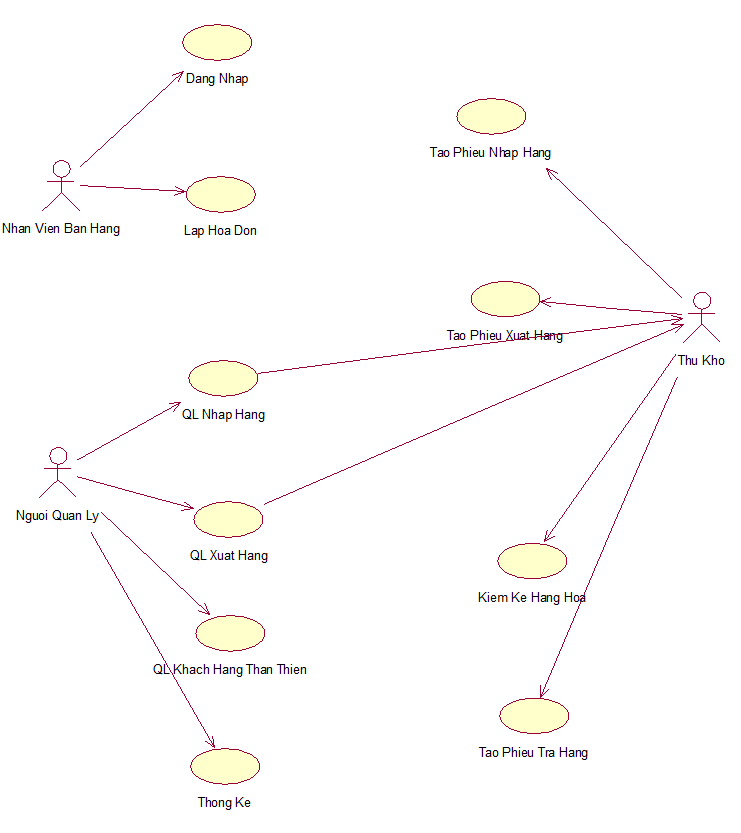 Dang Nhap
Tao Phieu Nhap Hang
Nhan Vien Ban Hang
Lap Hoa Don
Tao Phieu Xuat Hang
Thu Kho
QL Nhap Hang
Nguoi Quan Ly
QL Xuat Hang
Kiem Ke Hang Hoa
QL Khach Hang Than Thien
Tao Phieu Tra Hang
Thong Ke